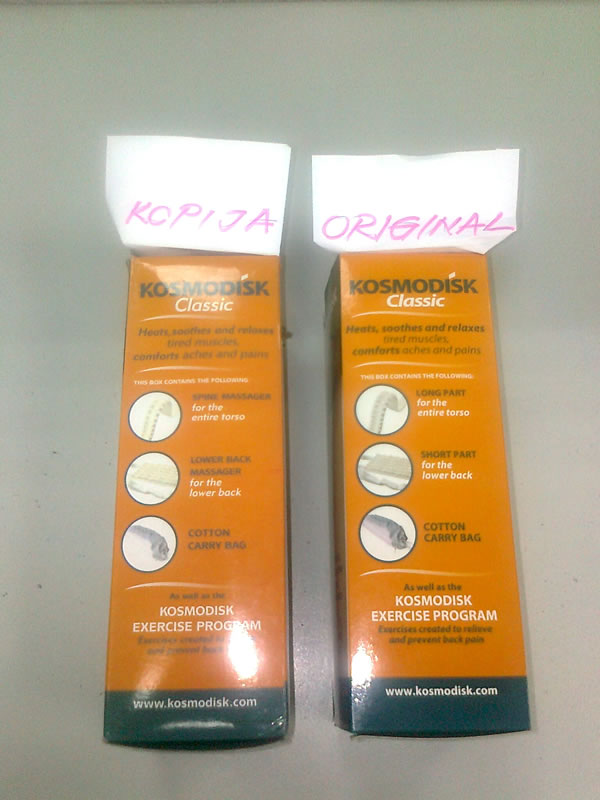 KOPIJA
KOSMODISK
Classic
Heats, soothes and relaxes
tired muscles,
comforts aches and pains
THIS BOX CONTAINS THE FOLLOWING:
SPINE MASSAGER
for the
entire torso
LOWER BACK
MASSAGER
for the
lower back
COTTON
CARRY BAG
As well as the
KOSMODISK
EXERCISE PROGRAM
Exercises created to
and prevent back
www.kosmodisk.com
ORIGINAL
KOSMODISK
Classic
Heats, soothes and relaxes
tired muscles,
comforts aches and pains
THIS BOX CONTAINS THE FOLLOWING:
LONG PART
for the
entire torso
SHORT PART
for the
lower back
COTTON
CARRY BAG
As well as the
KOSMODISK
EXERCISE PROGRAM
Exercises created to relieve
and prevent back pain
www.kosmodisk.com